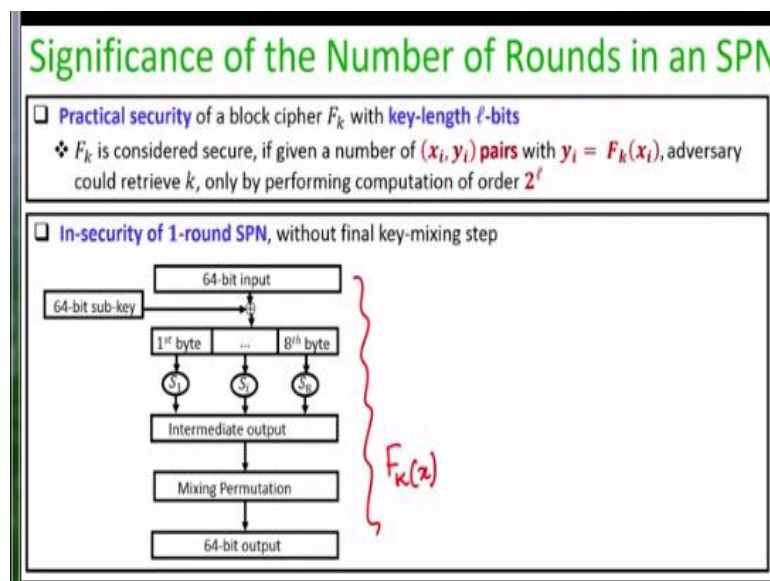 Significance of the Number of Rounds in an SPN
❑ Practical security of a block cipher F_k with key-length ℓ-bits
❖ F_k is considered secure, if given a number of (x_i, y_i) pairs with y_i = F_k(x_i), adversary
could retrieve k, only by performing computation of order 2^ℓ
❑ In-security of 1-round SPN, without final key-mixing step
64-bit input
64-bit sub-key
1st byte ... 8th byte
S_1 S_i S_8
Intermediate output
F_k(x)
Mixing Permutation
64-bit output